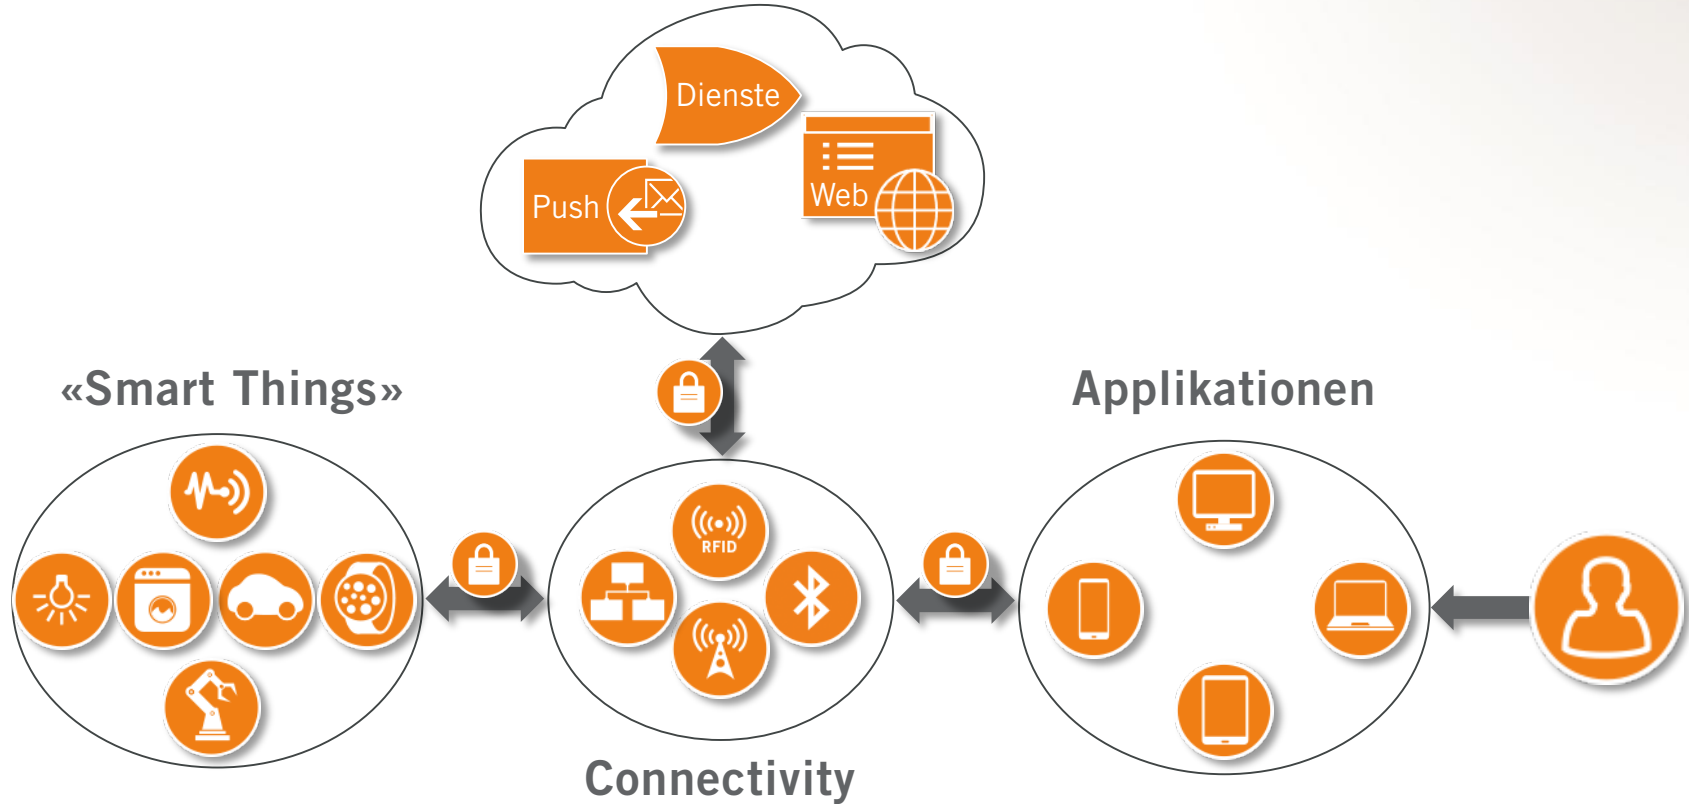 Dienste
Push
Web
«Smart Things»
Applikationen
RFID
Connectivity